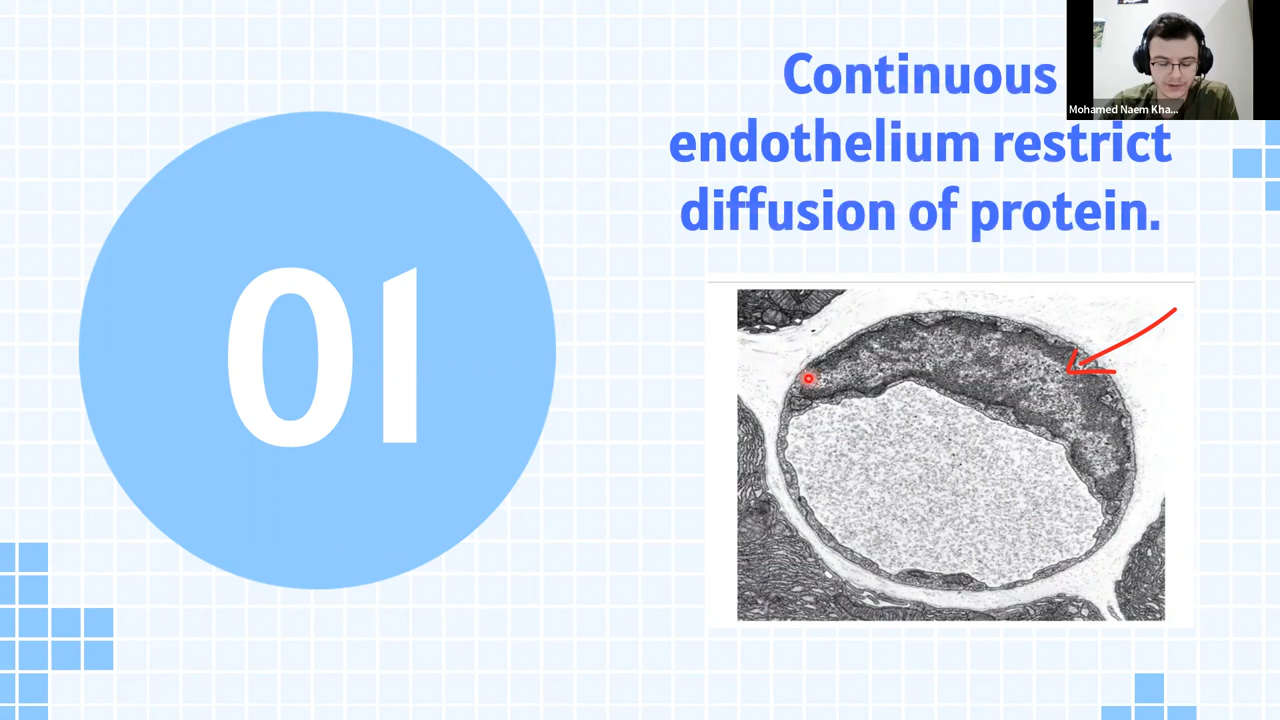 Continuous
endothelium restrict
diffusion of protein.
01
Mohamed Naem Kha...